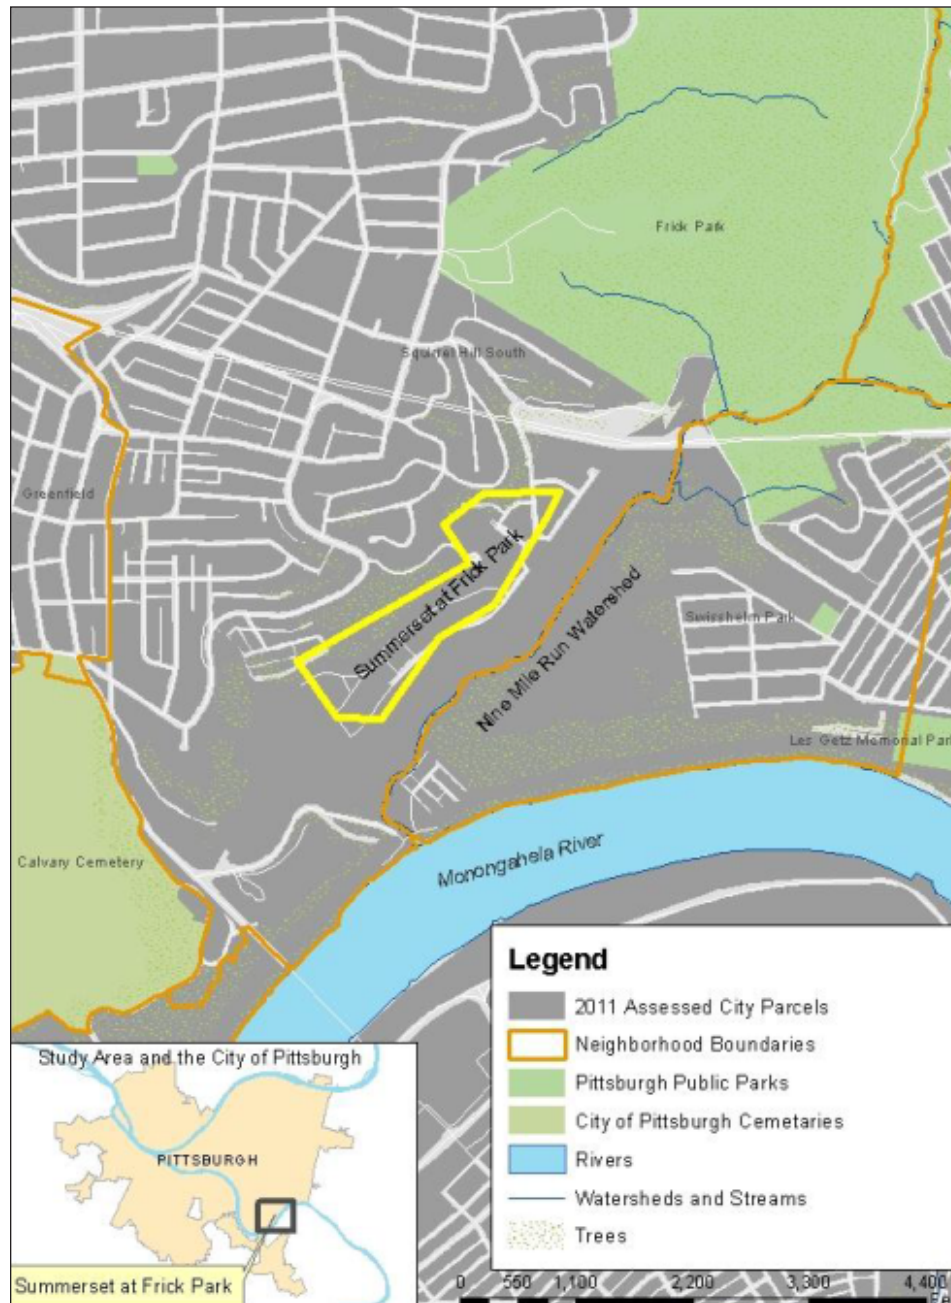 Frick Park
Squirrel Hill South
Greenfield
Summerset at Frick Park
Nine Mile Run Watershed
Swisshelm Park
Les Getz Memorial Par
Calvary Cemetery
Monongahela River
Legend
2011 Assessed City Parcels
Neighborhood Boundaries
Pittsburgh Public Parks
City of Pittsburgh Cemetaries
Rivers
Watersheds and Streams
Trees
Study Area and the City of Pittsburgh
PITTSBURGH
Summerset at Frick Park
0 550 1,100 2,200 3,300 4,400